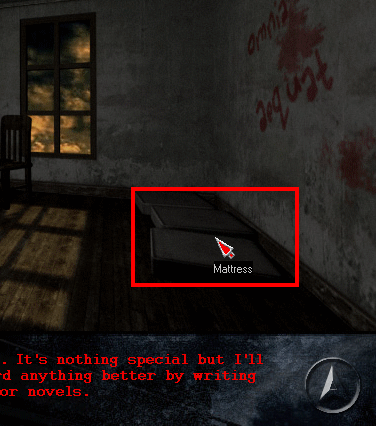 Mattress
. It's nothing special but I'll
rd anything better by writing
or novels.